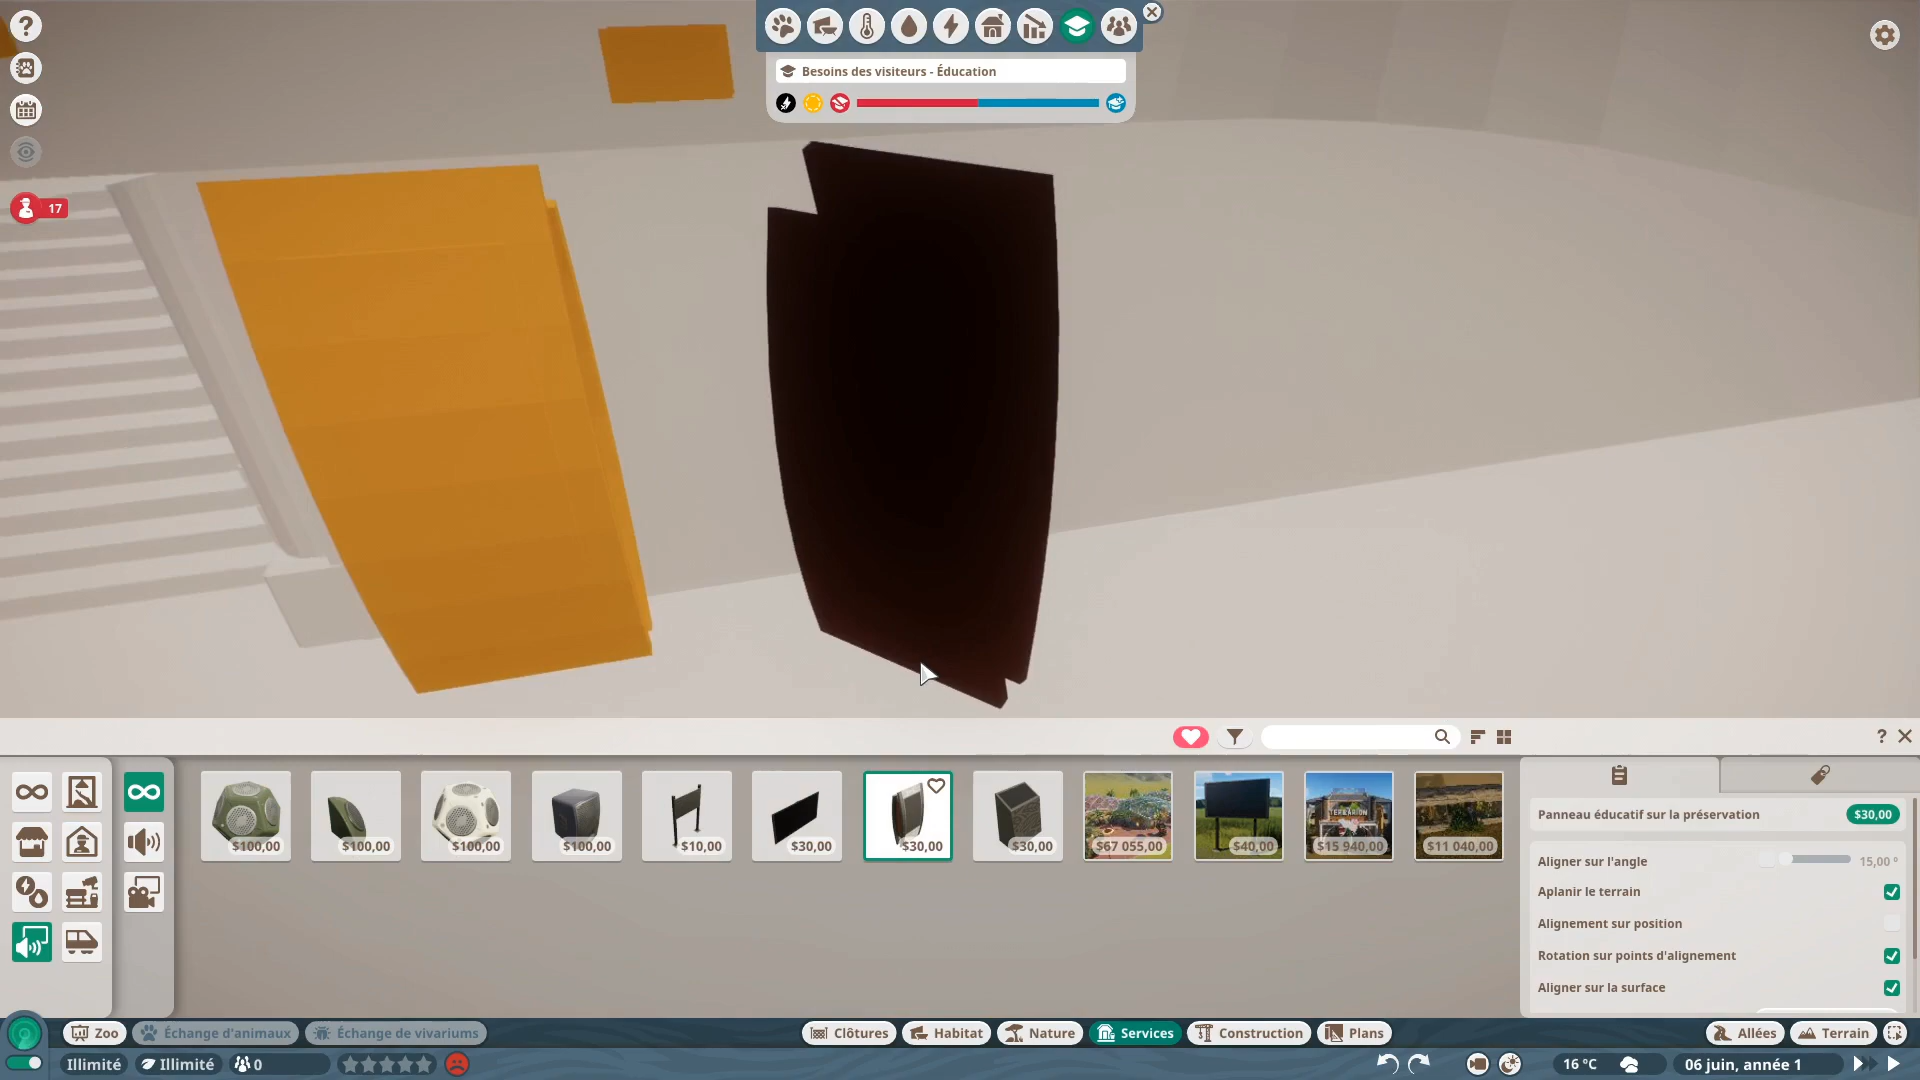 Besoins des visiteurs - Éducation
17
$100,00
$100,00
$100,00
$100,00
$10,00
$30,00
$30,00
$30,00
$67 055,00
$40,00
TERRARIUM
$15 940,00
$11 040,00
Panneau éducatif sur la préservation
$30,00
Aligner sur l'angle
15,00 °
Aplanir le terrain
Alignement sur position
Rotation sur points d'alignement
Aligner sur la surface
Zoo
Échange d'animaux
Échange de vivariums
Clôtures
Habitat
Nature
Services
Construction
Plans
Allées
Terrain
Illimité
Illimité
0
16 °C
06 juin, année 1